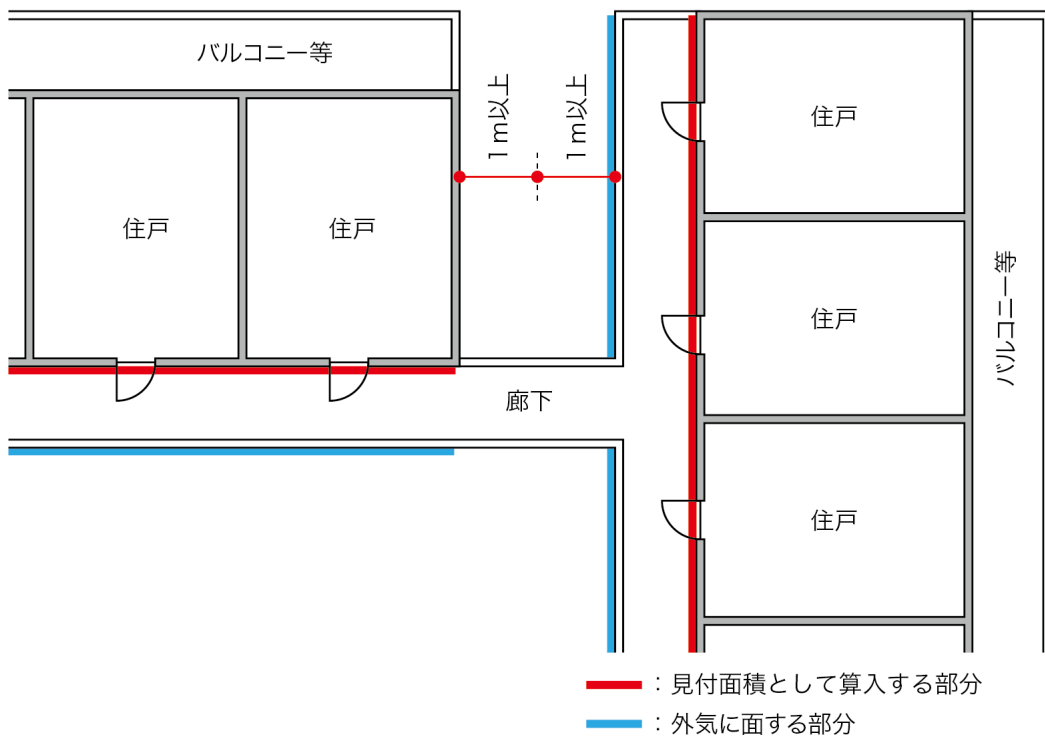 バルコニー等
1m以上
1m以上
住戸
住戸
住戸
住戸
バルコニー等
廊下
住戸
：見付面積として算入する部分
：外気に面する部分